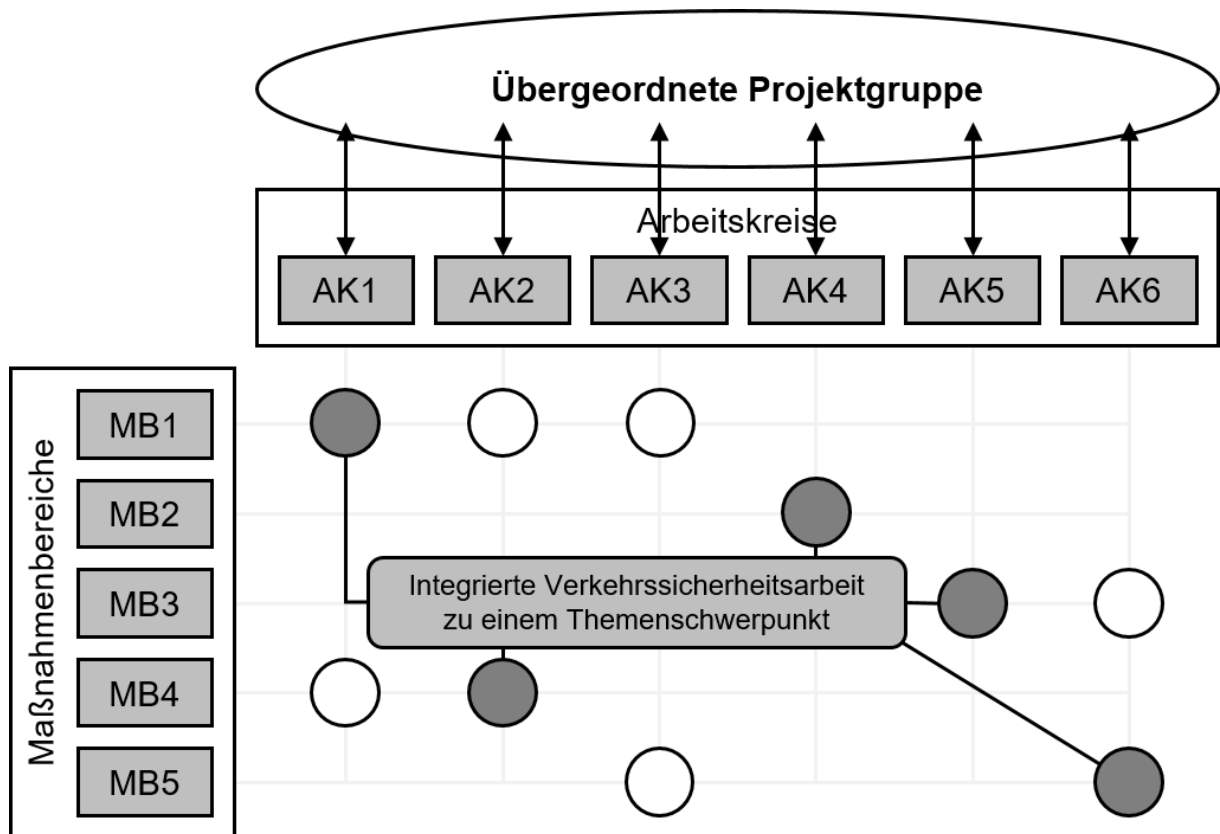 Übergeordnete Projektgruppe
Arbeitskreise
AK1 AK2 AK3 AK4 AK5 AK6
Maßnahmenbereiche
MB1
MB2
MB3
MB4
MB5
Integrierte Verkehrssicherheitsarbeit
zu einem Themenschwerpunkt